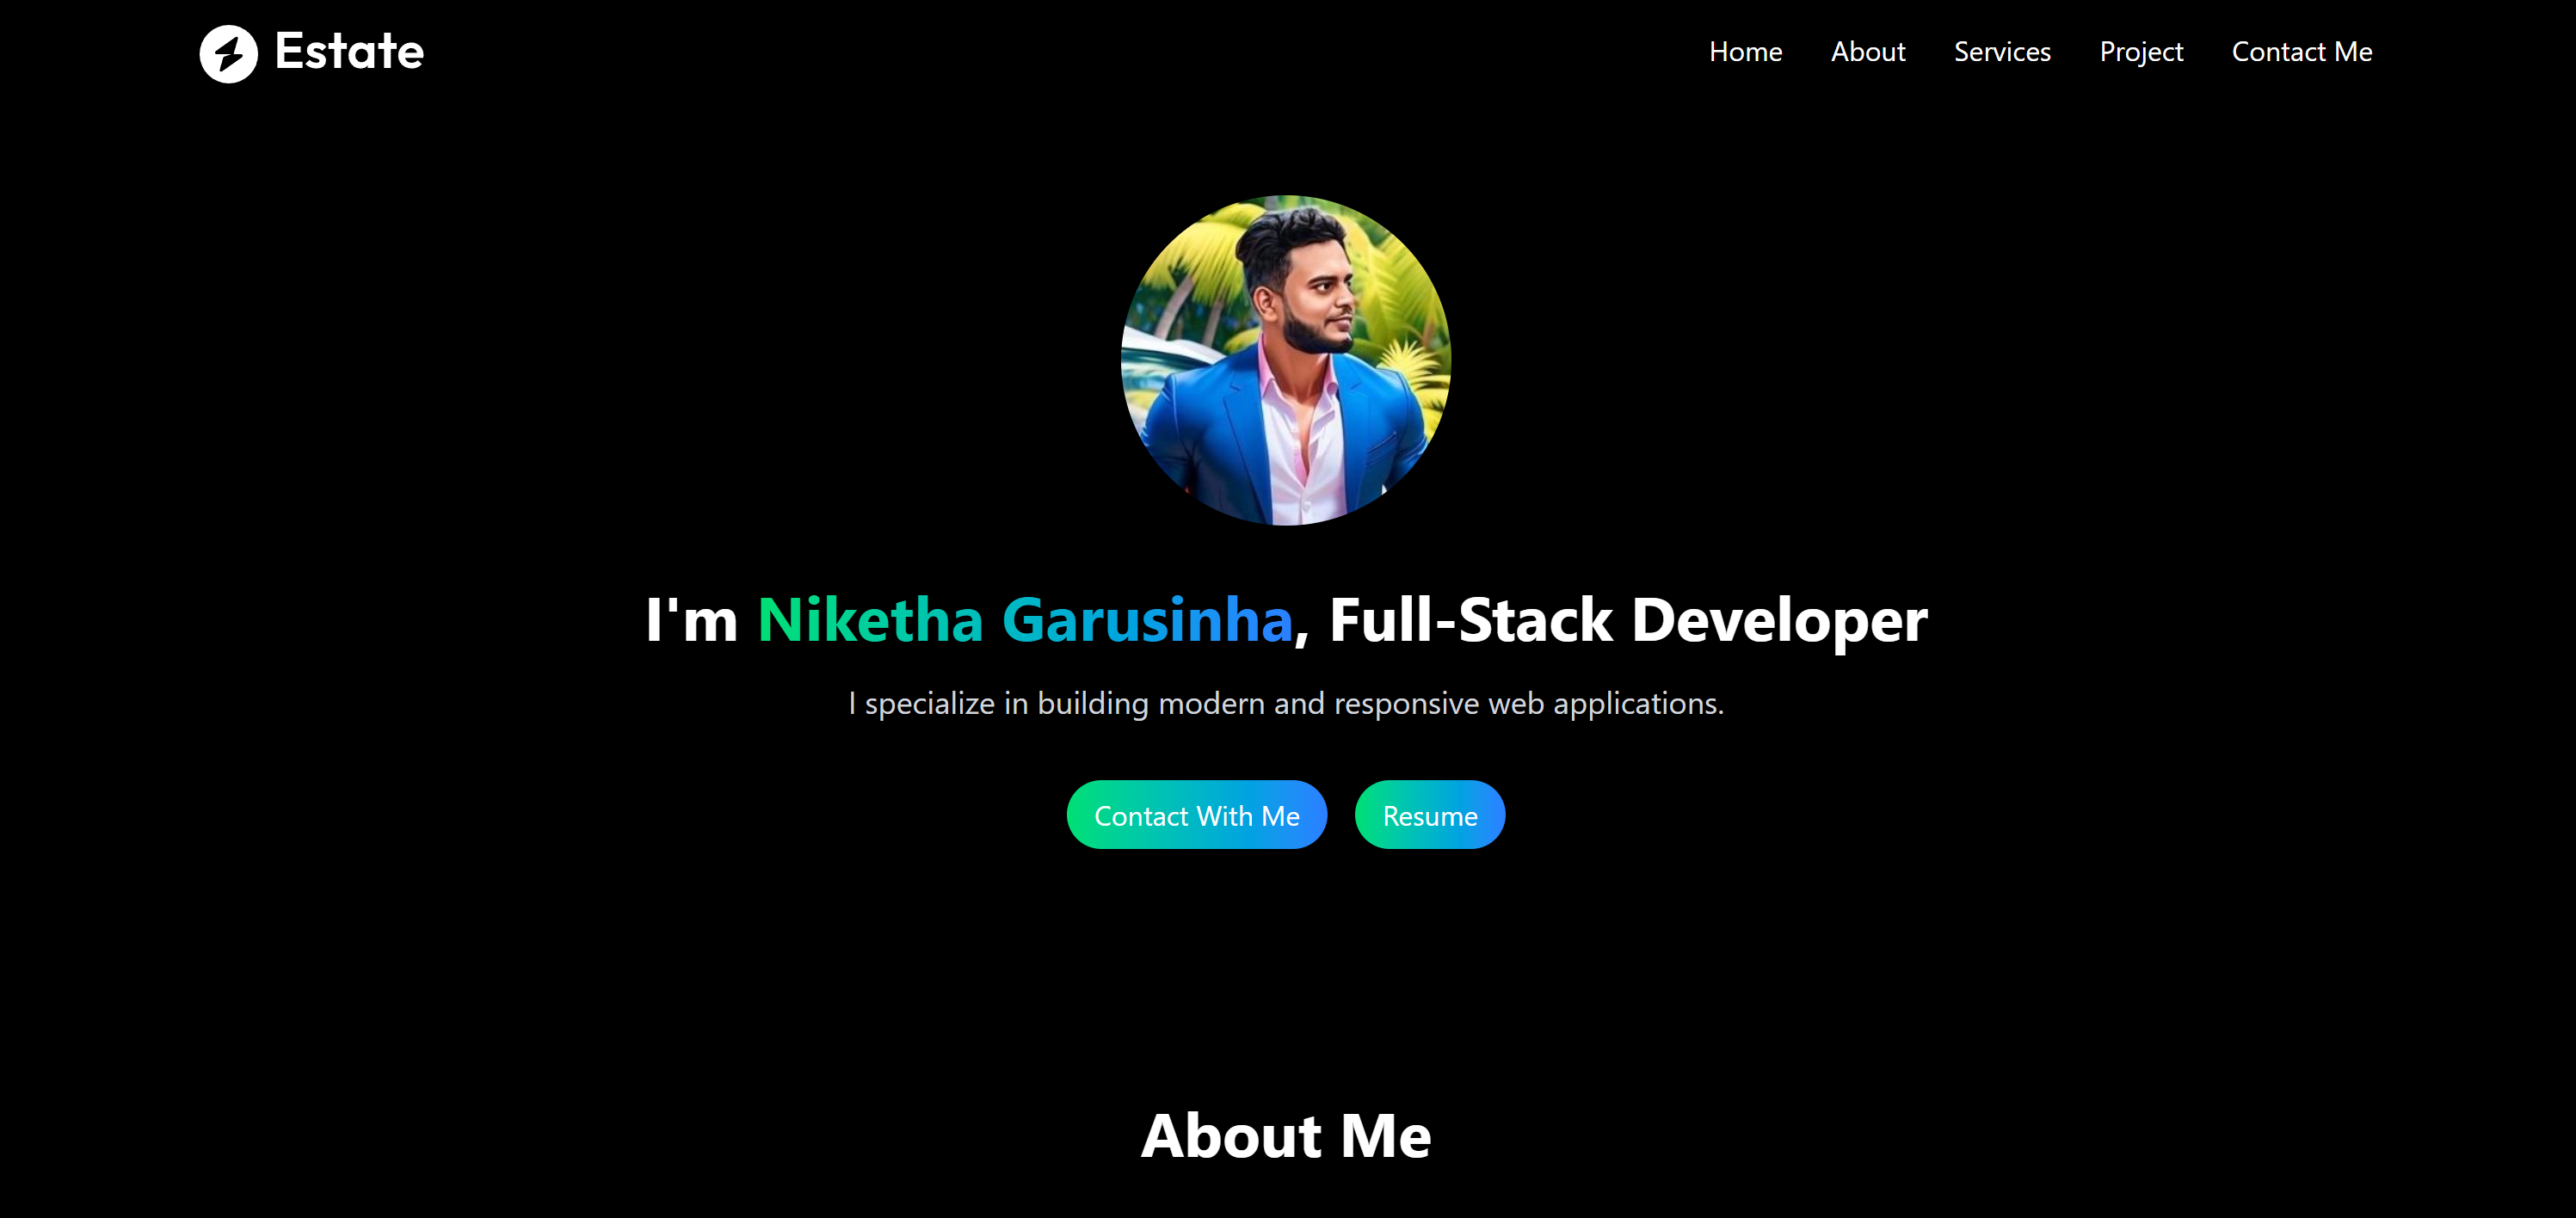 Estate
Home About Services Project Contact Me
I'm Niketha Garusinha, Full-Stack Developer
I specialize in building modern and responsive web applications.
Contact With Me Resume
About Me